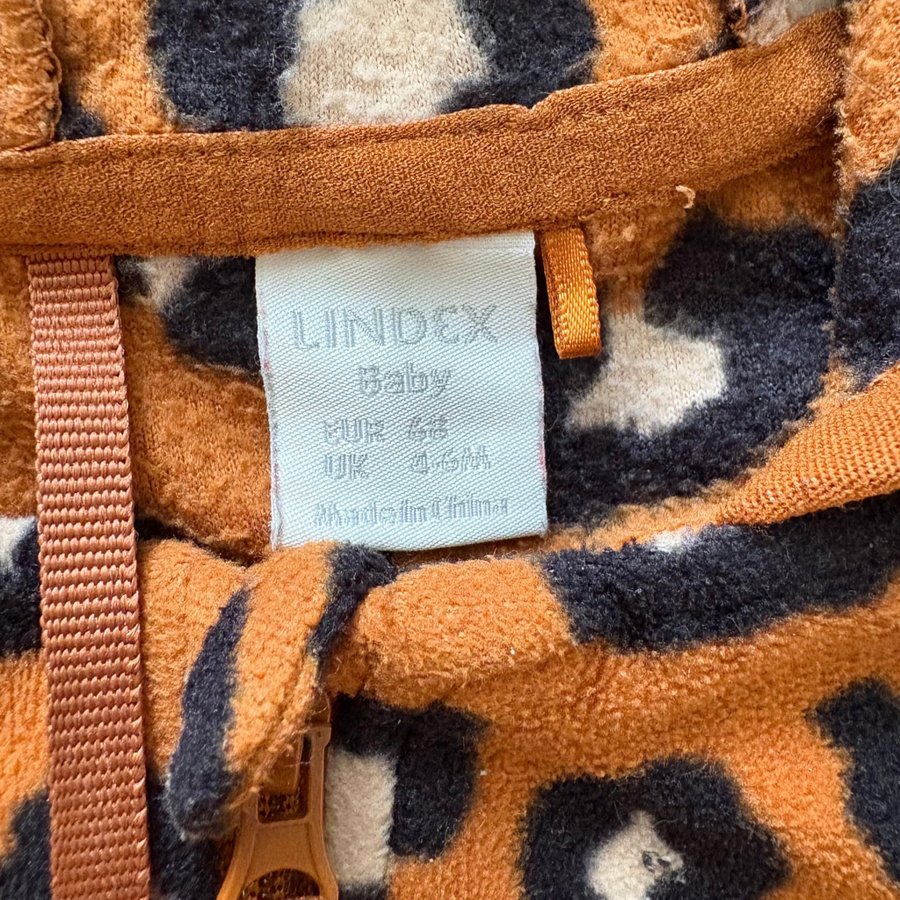 LINDEX
Baby
EUR 68
UK 4-6M
Made in China